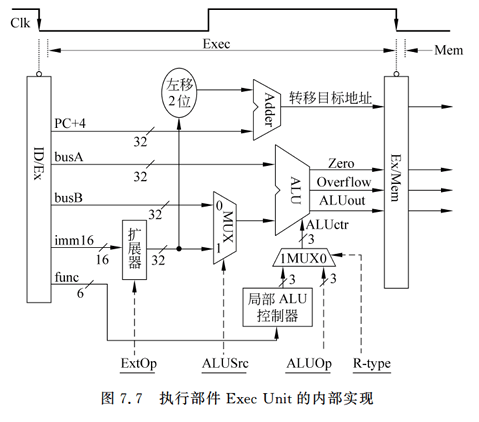 Clk
Exec
Mem
左移
2位
Adder
转移目标地址
PC+4
32
ID/Ex
busA
32
Zero
Ex/Mem
busB
32
0
MUX
1
ALU
Overflow
ALUout
ALUctr
3
imm16
16
扩展器
32
1MUX0
func
6
3
3
局部 ALU
控制器
ExtOp
ALUSrc
ALUOp
R-type
图 7.7 执行部件 Exec Unit 的内部实现